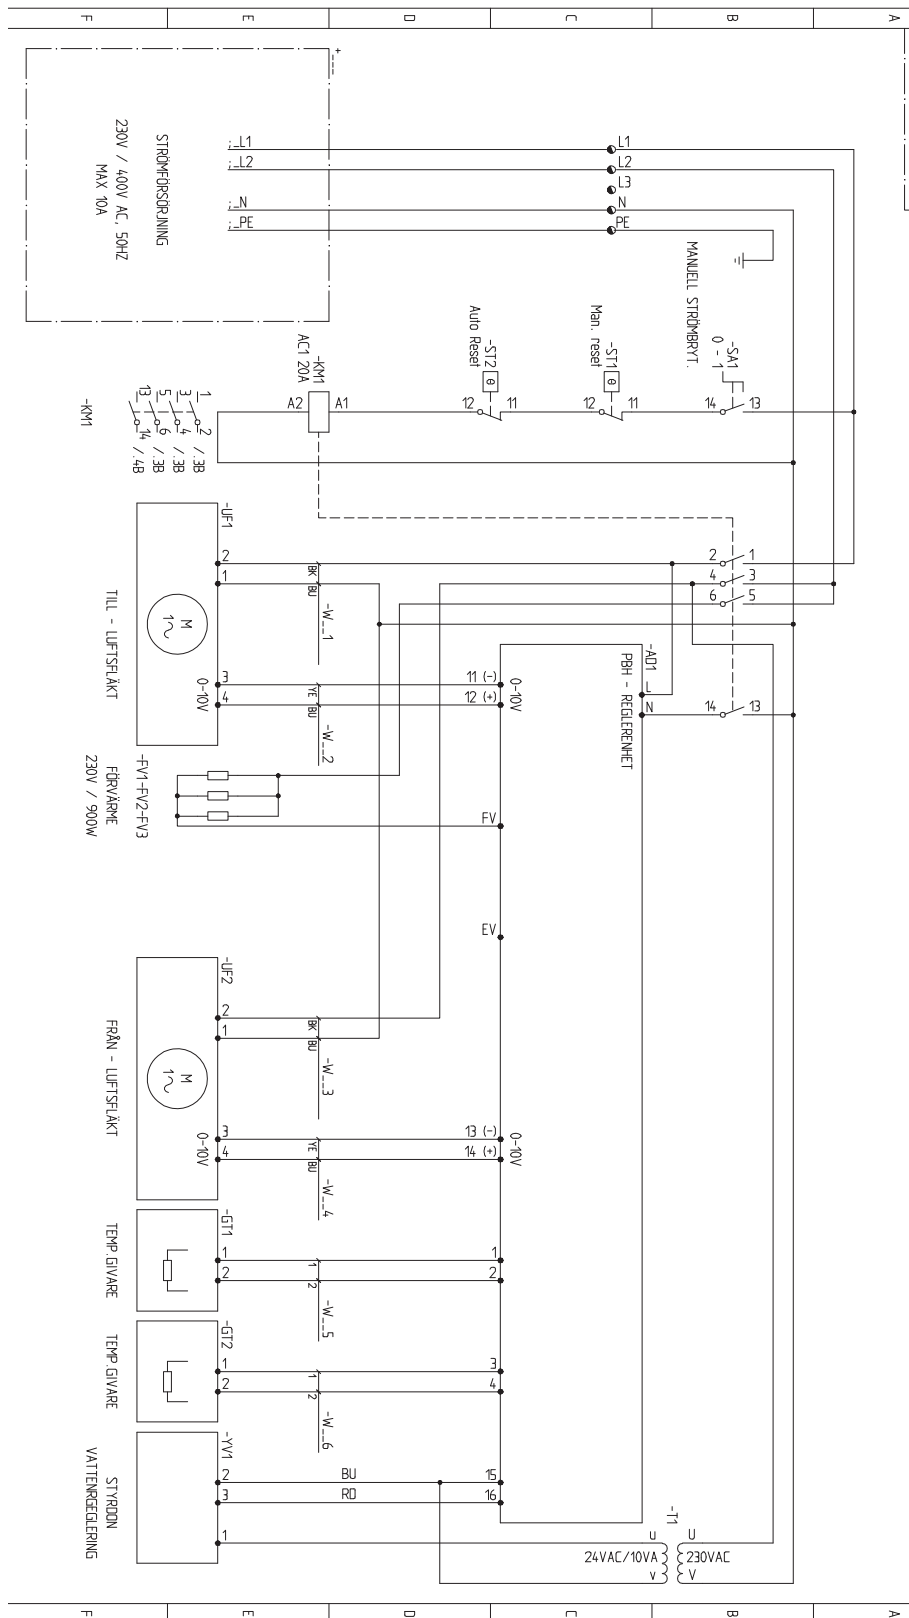 F E D C B A
+
STRÖMFÖRSÖRJNING
230V / 400V AC, 50HZ
MAX 10A
;_L1
;_L2
;_N
;_PE
L1
L2
L3
N
PE
MANUELL STRÖMBRYT.
-SA1
0 - 1
14 13
Man. reset
-ST1
θ
12 11
Auto Reset
-ST2
θ
12 11
-KM1
AC1 20A
A2 A1
-KM1
1 2 /.3B
3 4 /.3B
5 6 /.3B
13 14 /.4B
2 1
4 3
6 5
14 13
-UF1
2
1
BK
BU
-W__1
M
1~
TILL - LUFTSFLÄKT
3
4
0-10V
YE
BU
-W__2
11 (-)
12 (+)
0-10V
-AD1
PBH - REGLERENHET
L
N
-FV1-FV2-FV3
FÖRVÄRME
230V / 900W
FV
EV
-UF2
2
1
BK
BU
-W__3
M
1~
FRÅN - LUFTSFLÄKT
3
4
0-10V
YE
BU
-W__4
13 (-)
14 (+)
0-10V
-GT1
1
2
1
2
-W__5
1
2
TEMP.GIVARE
-GT2
1
2
1
2
-W__6
3
4
TEMP.GIVARE
-YV1
2
3
1
BU
RD
15
16
STYRDON
VATTENRGEGLERING
-T1
U U
24VAC/10VA 230VAC
V V
F E D C B A